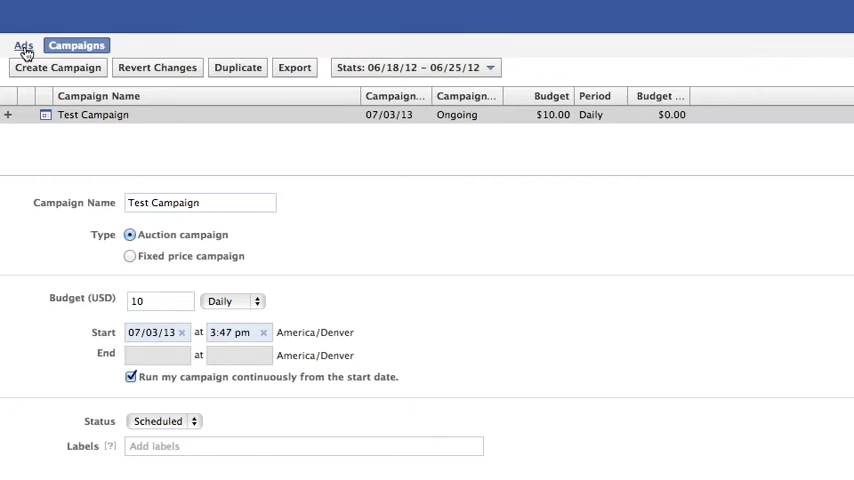 Ads Campaigns
Create Campaign Revert Changes Duplicate Export Stats: 06/18/12 – 06/25/12
Campaign Name Campaign... Campaign... Budget Period Budget ...
+ Test Campaign 07/03/13 Ongoing $10.00 Daily $0.00
Campaign Name Test Campaign
Type Auction campaign
Fixed price campaign
Budget (USD) 10 Daily
Start 07/03/13 × at 3:47 pm × America/Denver
End at America/Denver
Run my campaign continuously from the start date.
Status Scheduled
Labels [?] Add labels